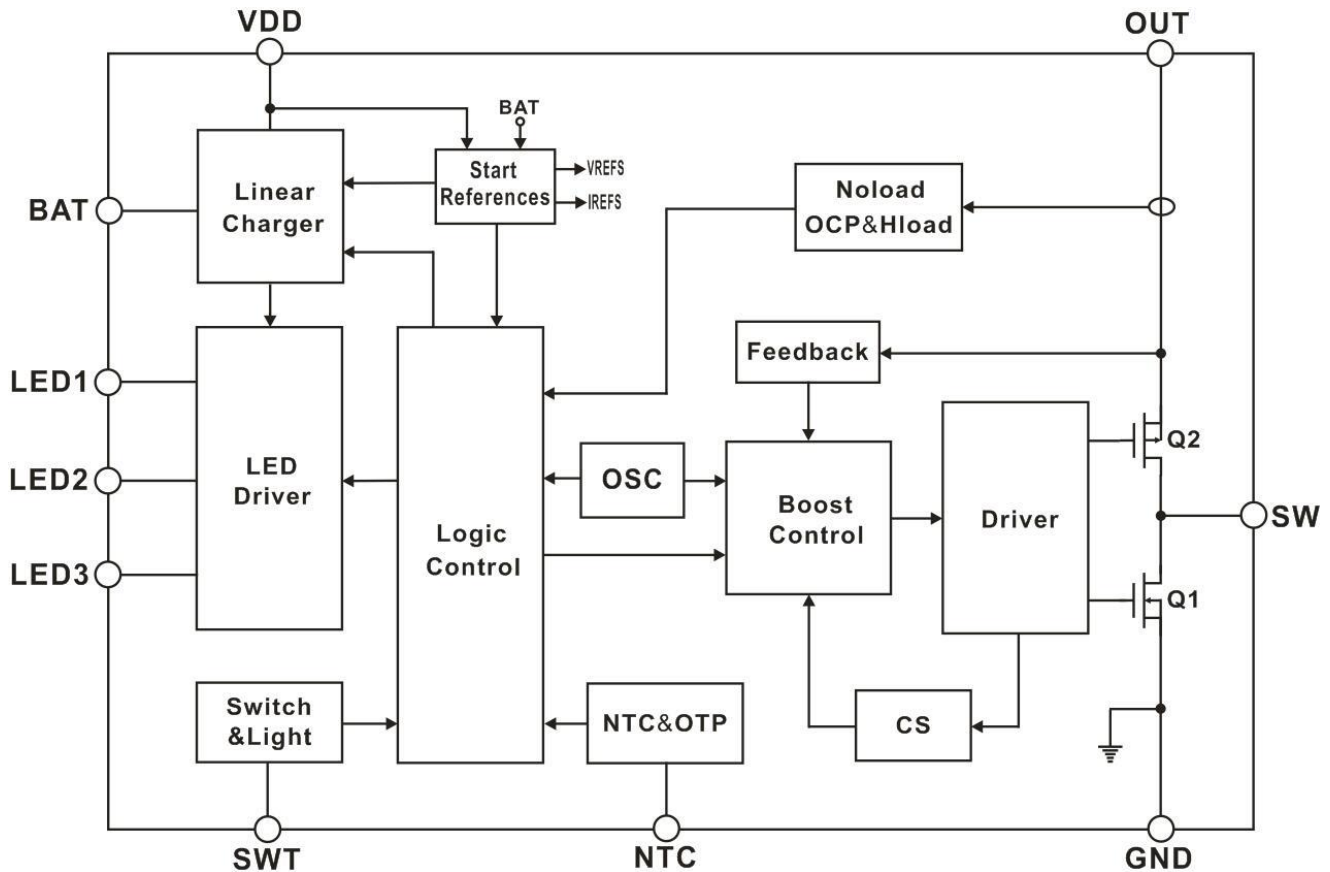 VDD
OUT
BAT
Start
References
VREFS
IREFS
Linear
Charger
BAT
Noload
OCP&Hload
Feedback
LED1
LED2
LED3
LED
Driver
Logic
Control
OSC
Boost
Control
Driver
Q2
SW
Q1
Switch
&Light
NTC&OTP
CS
SWT
NTC
GND